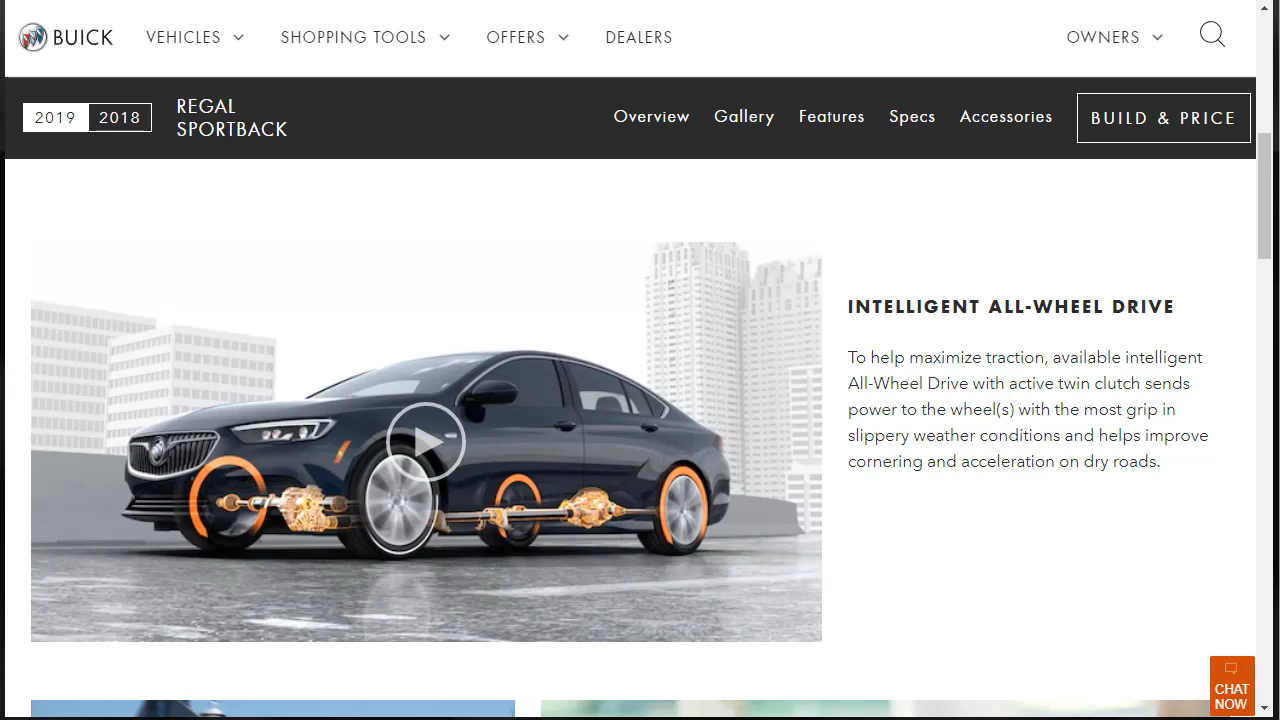 BUICK
VEHICLES
SHOPPING TOOLS
OFFERS
DEALERS
OWNERS
2019
2018
REGAL
SPORTBACK
Overview
Gallery
Features
Specs
Accessories
BUILD & PRICE
INTELLIGENT ALL-WHEEL DRIVE
To help maximize traction, available intelligent
All-Wheel Drive with active twin clutch sends
power to the wheel(s) with the most grip in
slippery weather conditions and helps improve
cornering and acceleration on dry roads.
CHAT
NOW